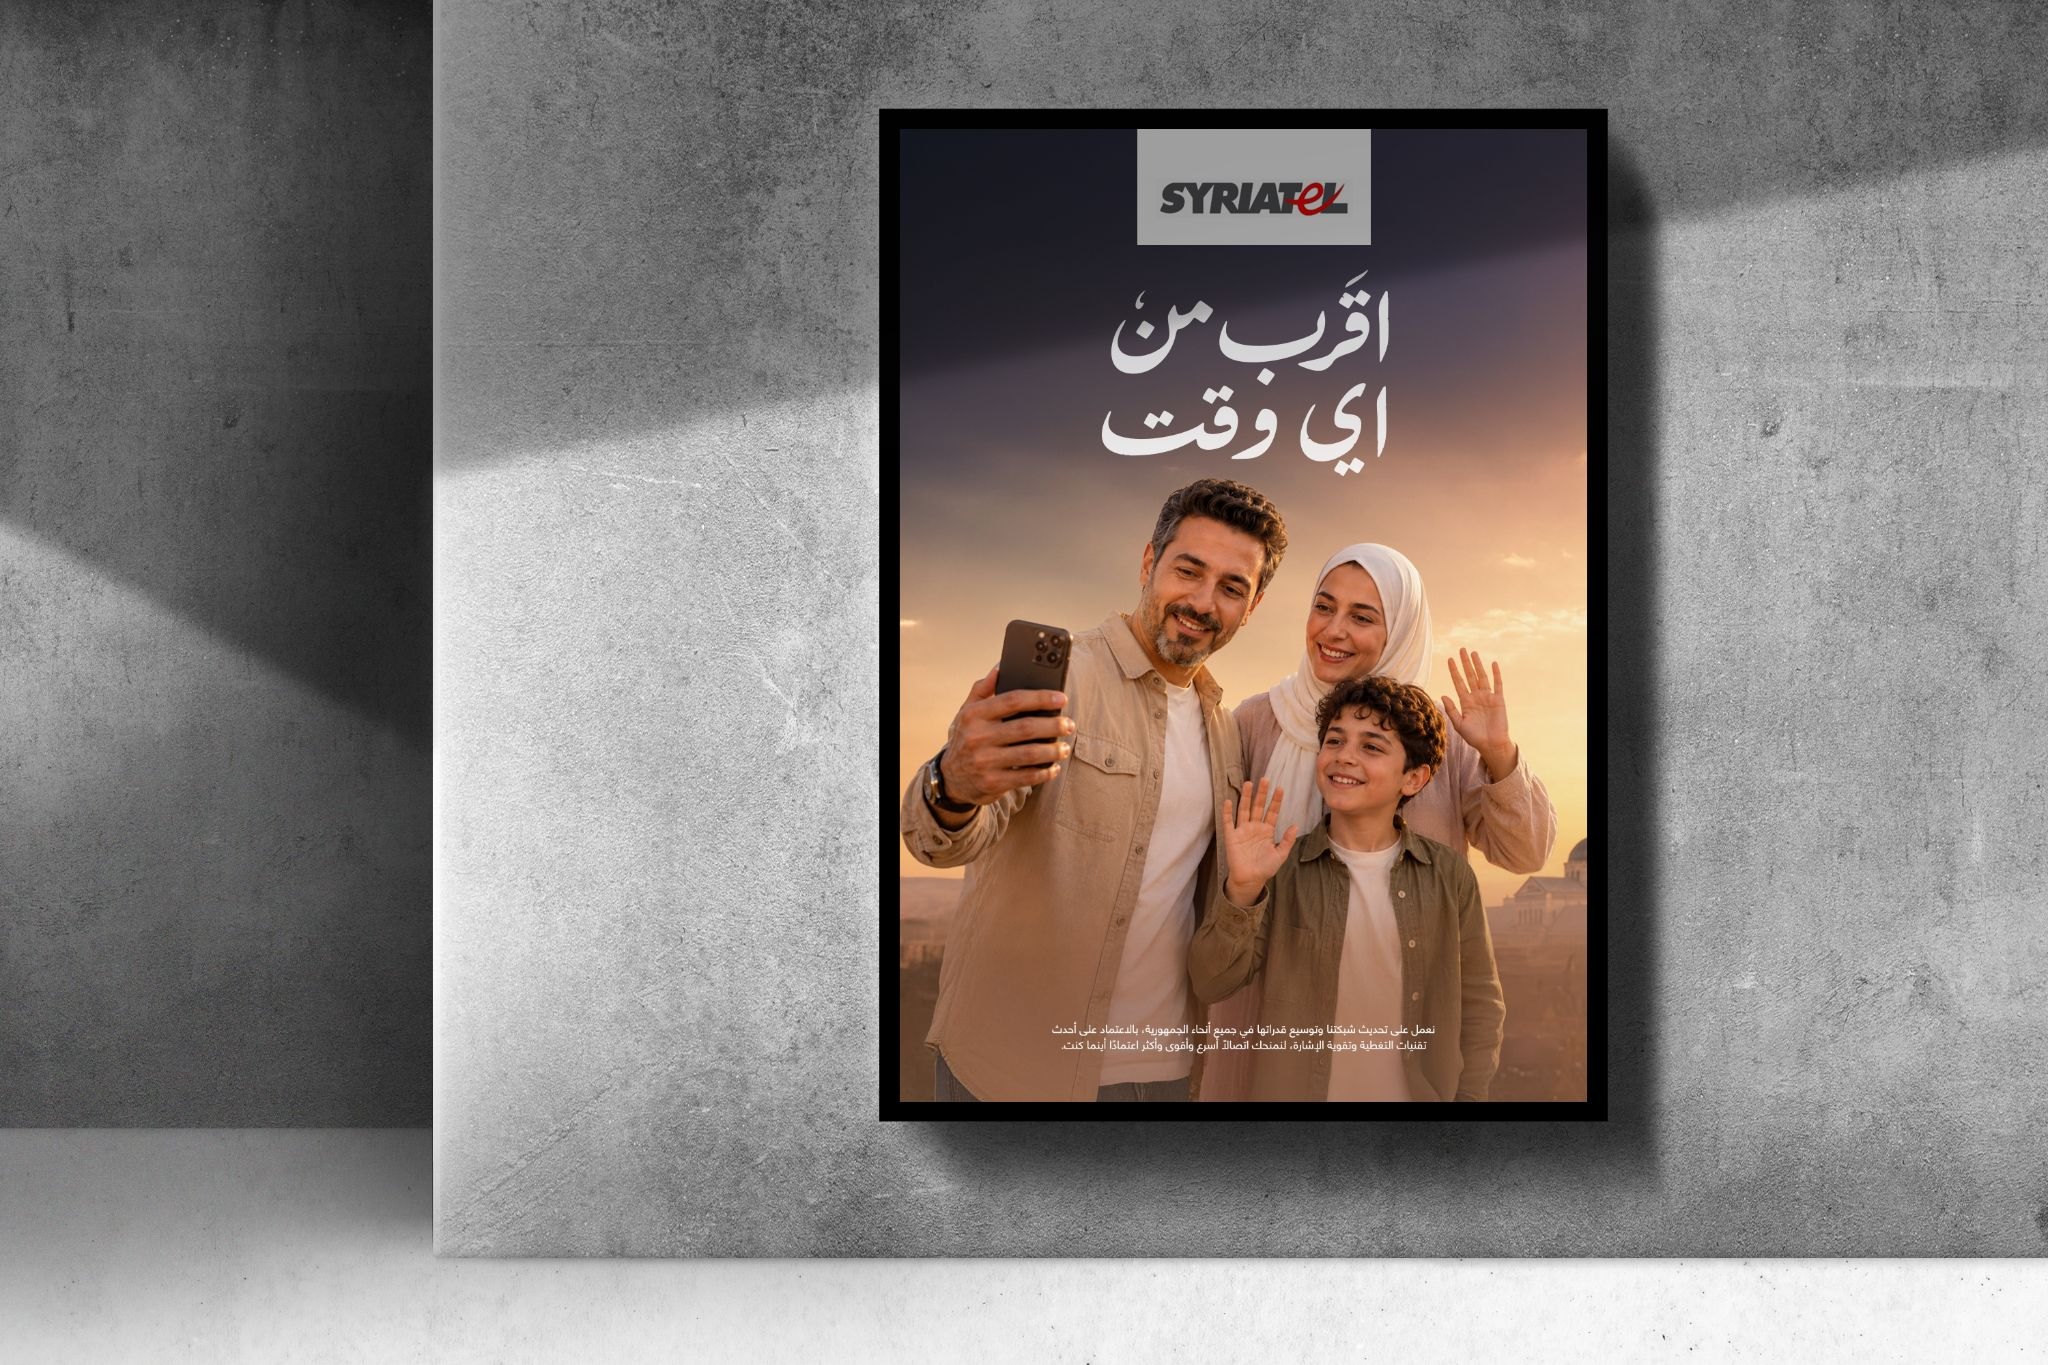 SYRIATEL
اقَرب من
اي وقت
نعمل على تحديث شبكتنا وتوسيع قدراتها في جميع أنحاء الجمهورية، بالاعتماد على أحدث
تقنيات التغطية وتقوية الإشارة، لنمنحك اتصالاً أسرع وأقوى وأكثر اعتمادًا أينما كنت.